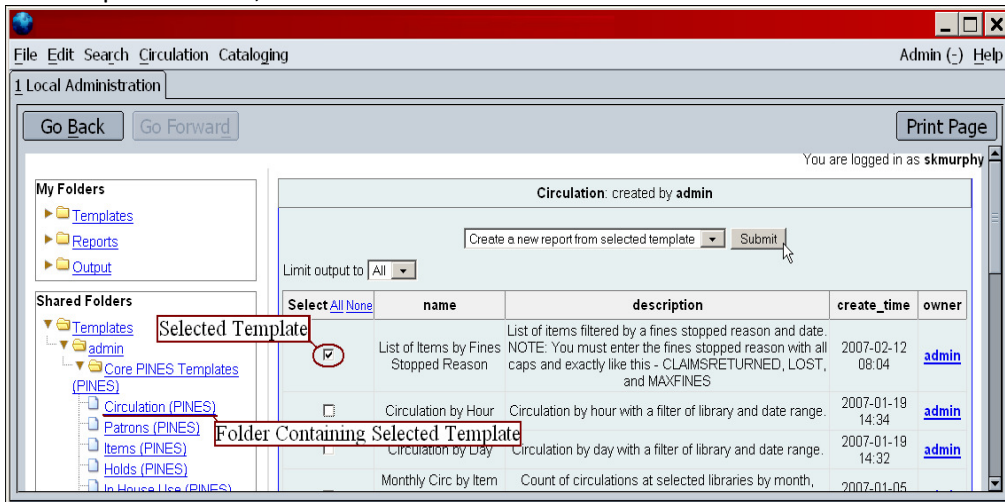 File Edit Search Circulation Cataloging Admin (-) Help
1 Local Administration
Go Back Go Forward Print Page
You are logged in as skmurphy
My Folders
Templates
Reports
Output
Shared Folders
Templates
admin
Core PINES Templates
(PINES)
Circulation (PINES)
Patrons (PINES)
Items (PINES)
Holds (PINES)
In House Use (PINES)
Selected Template
Folder Containing Selected Template
Circulation: created by admin
Create a new report from selected template Submit
Limit output to All
Select All None name description create_time owner
List of Items by Fines
Stopped Reason
List of items filtered by a fines stopped reason and date.
NOTE: You must enter the fines stopped reason with all
caps and exactly like this - CLAIMSRETURNED, LOST,
and MAXFINES
2007-02-12
08:04
admin
Circulation by Hour Circulation by hour with a filter of library and date range.
2007-01-19
14:34
admin
Circulation by Day Circulation by day with a filter of library and date range.
2007-01-19
14:32
admin
Monthly Circ by Item Count of circulations at selected libraries by month,
2007-01-05